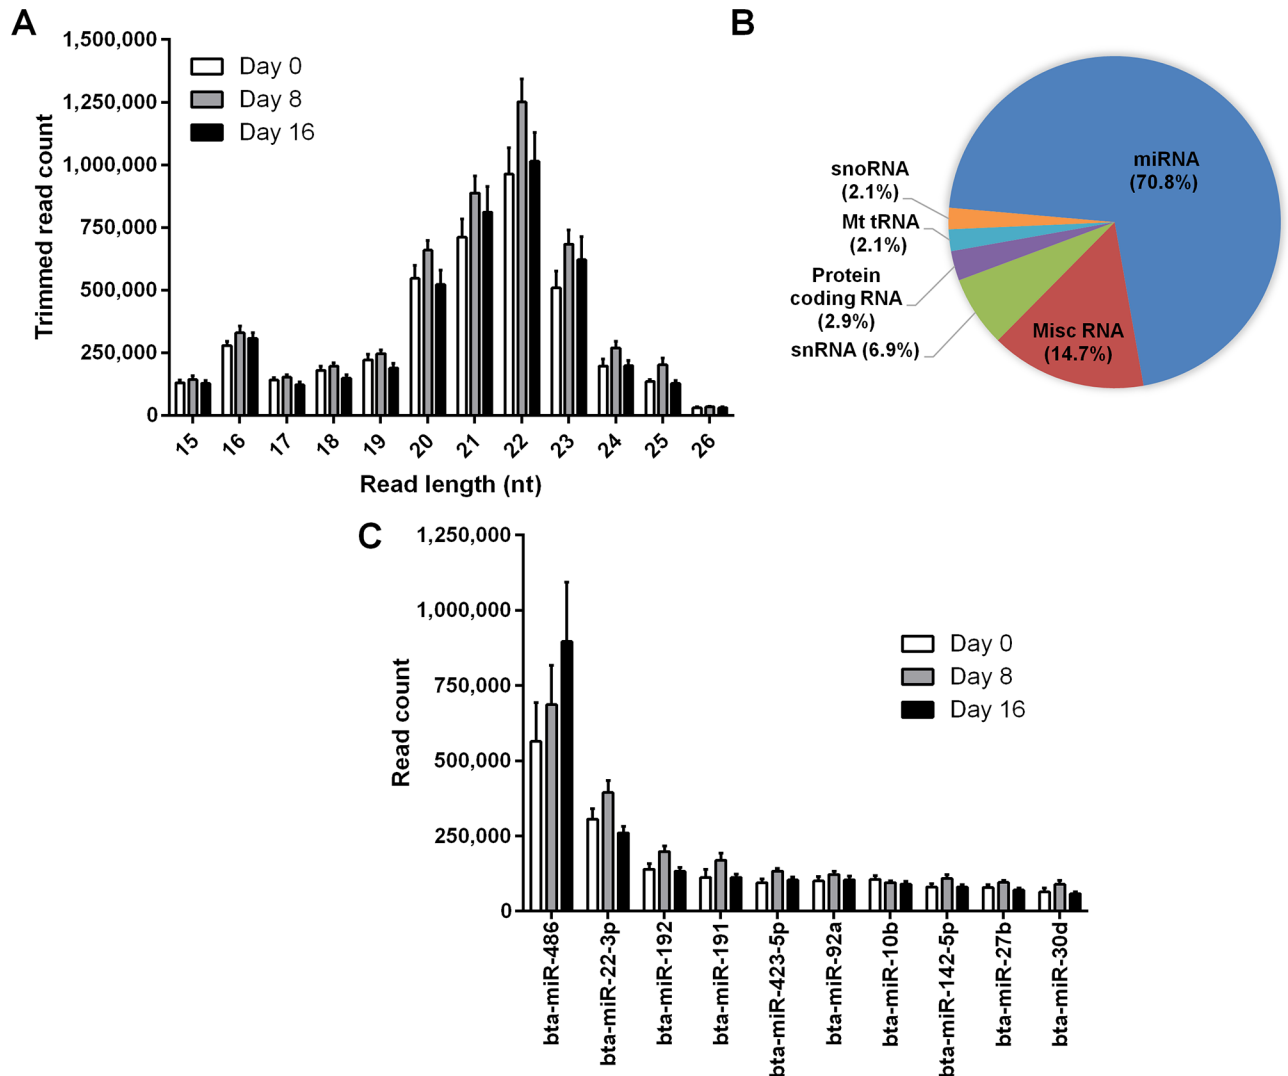 A
1,500,000
1,250,000
1,000,000
750,000
500,000
250,000
0
Trimmed read count
Day 0
Day 8
Day 16
15 16 17 18 19 20 21 22 23 24 25 26
Read length (nt)
B
miRNA
(70.8%)
snoRNA
(2.1%)
Mt tRNA
(2.1%)
Protein
coding RNA
(2.9%)
snRNA (6.9%)
Misc RNA
(14.7%)
C
1,250,000
1,000,000
750,000
500,000
250,000
0
Read count
Day 0
Day 8
Day 16
bta-miR-486
bta-miR-22-3p
bta-miR-192
bta-miR-191
bta-miR-423-5p
bta-miR-92a
bta-miR-10b
bta-miR-142-5p
bta-miR-27b
bta-miR-30d